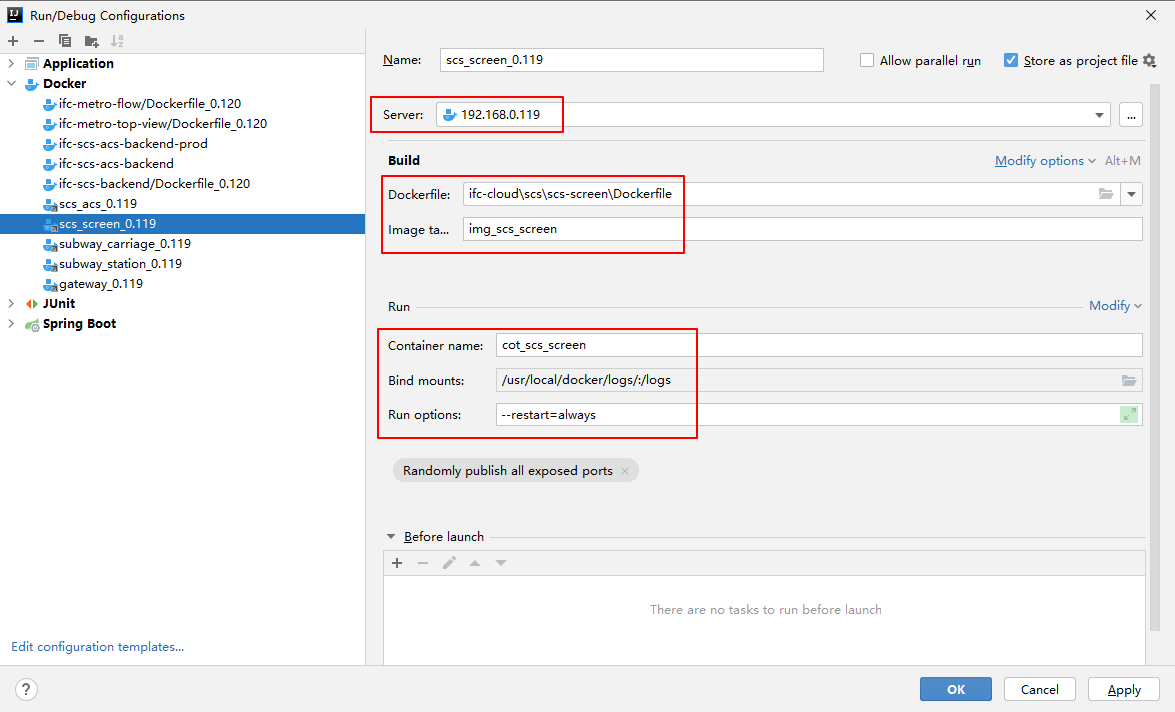 Run/Debug Configurations
Application
Docker
ifc-metro-flow/Dockerfile_0.120
ifc-metro-top-view/Dockerfile_0.120
ifc-scs-acs-backend-prod
ifc-scs-acs-backend
ifc-scs-backend/Dockerfile_0.120
scs_acs_0.119
scs_screen_0.119
subway_carriage_0.119
subway_station_0.119
gateway_0.119
JUnit
Spring Boot
Edit configuration templates...
Name: scs_screen_0.119 Allow parallel run Store as project file
Server: 192.168.0.119 ...
Build Modify options Alt+M
Dockerfile: ifc-cloud\scs\scs-screen\Dockerfile
Image ta... img_scs_screen
Run Modify
Container name: cot_scs_screen
Bind mounts: /usr/local/docker/logs/:/logs
Run options: --restart=always
Randomly publish all exposed ports
Before launch
There are no tasks to run before launch
? OK Cancel Apply